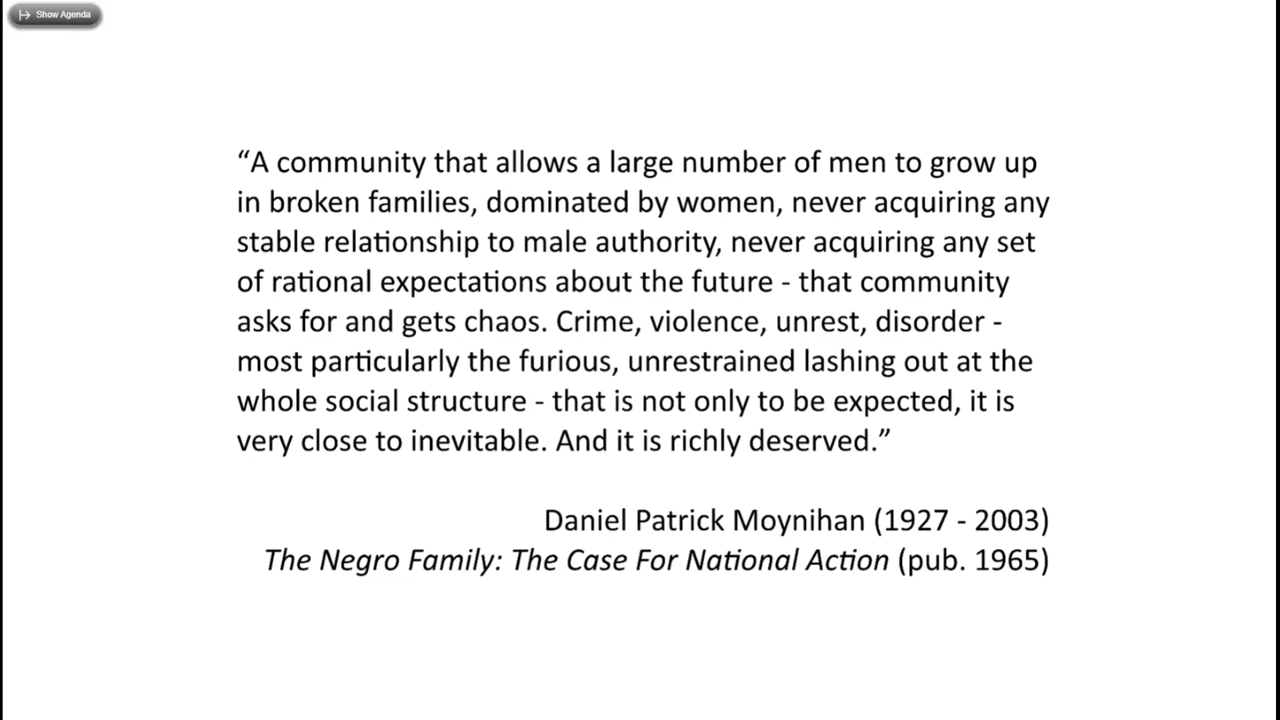 Show Agenda
“A community that allows a large number of men to grow up
in broken families, dominated by women, never acquiring any
stable relationship to male authority, never acquiring any set
of rational expectations about the future - that community
asks for and gets chaos. Crime, violence, unrest, disorder -
most particularly the furious, unrestrained lashing out at the
whole social structure - that is not only to be expected, it is
very close to inevitable. And it is richly deserved.”
Daniel Patrick Moynihan (1927 - 2003)
The Negro Family: The Case For National Action (pub. 1965)